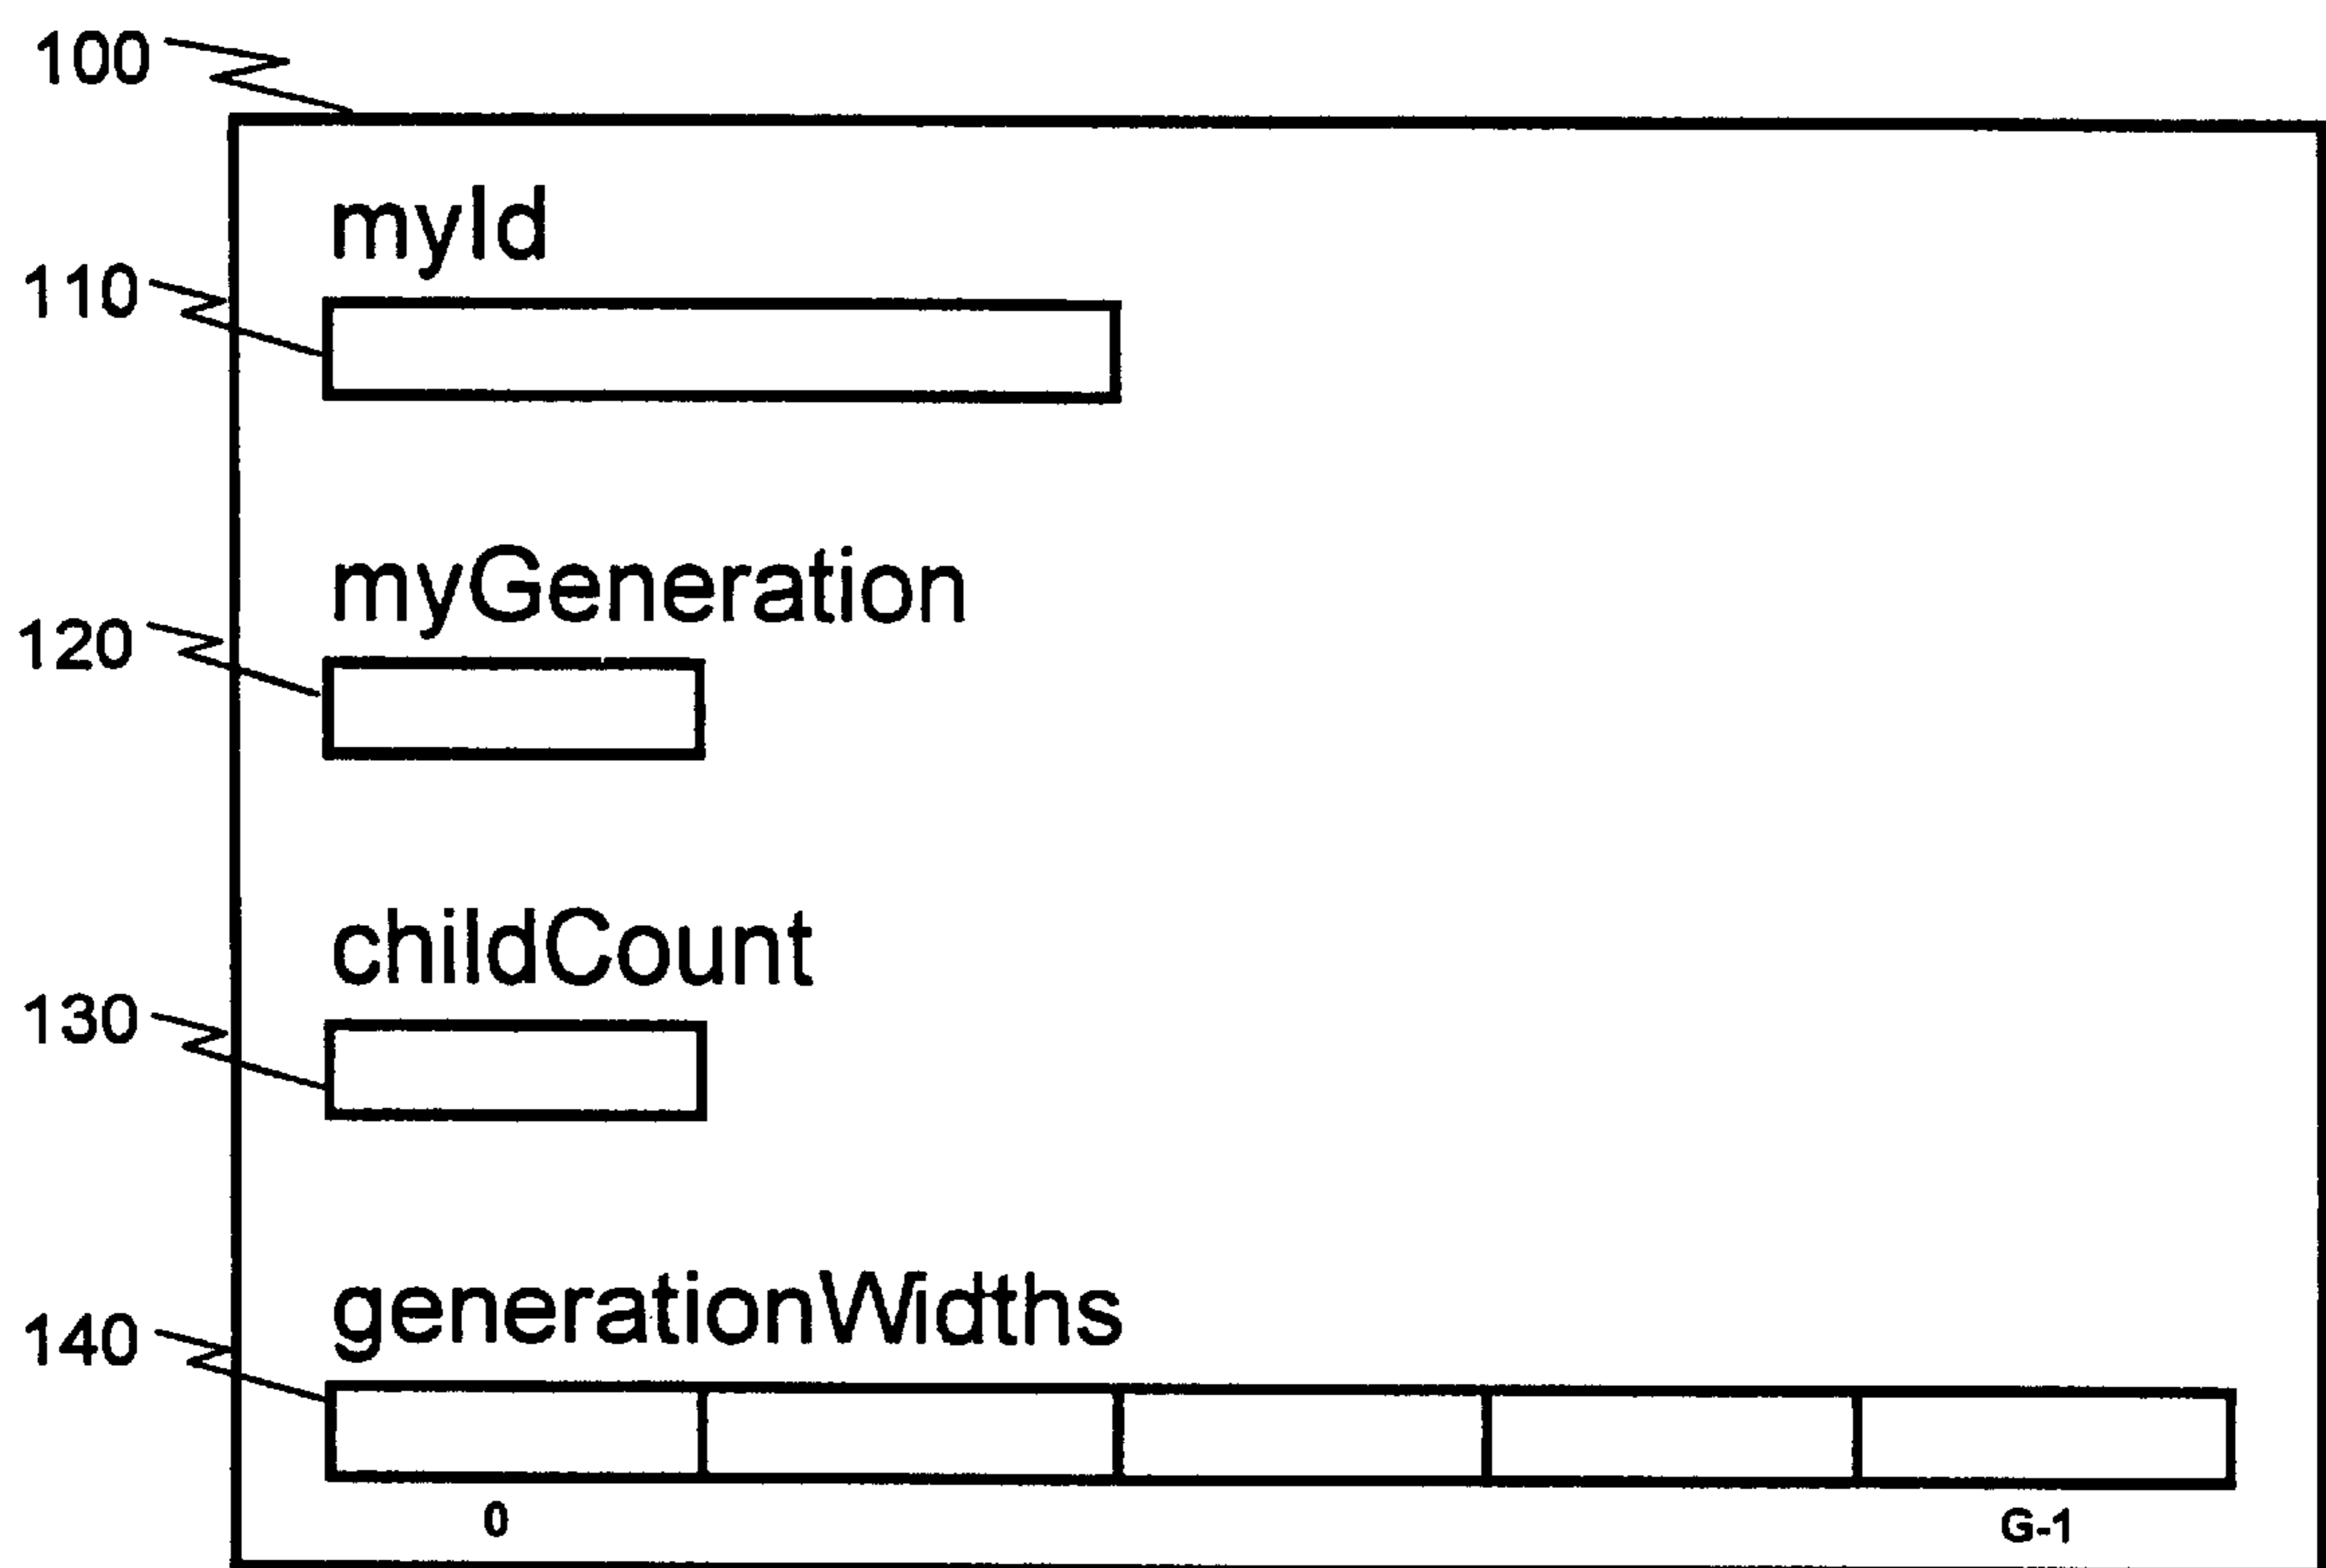 100
myId
110
myGeneration
120
childCount
130
generationWidths
140
0 G-1